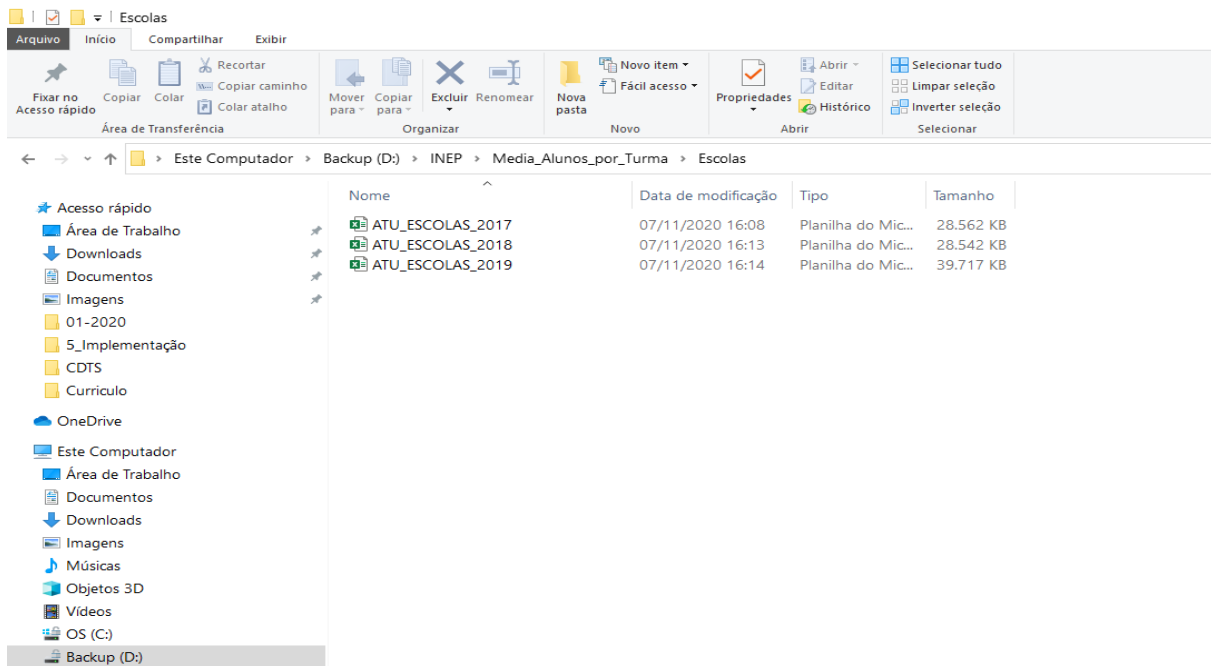 Escolas
Arquivo Início Compartilhar Exibir
Fixar no Acesso rápido
Copiar
Colar
Recortar
Copiar caminho
Colar atalho
Área de Transferência
Mover para
Copiar para
Excluir
Renomear
Organizar
Nova pasta
Novo item
Fácil acesso
Novo
Propriedades
Abrir
Editar
Histórico
Abrir
Selecionar tudo
Limpar seleção
Inverter seleção
Selecionar
Este Computador > Backup (D:) > INEP > Media_Alunos_por_Turma > Escolas
Acesso rápido
Área de Trabalho
Downloads
Documentos
Imagens
01-2020
5_Implementação
CDTS
Curriculo
OneDrive
Este Computador
Área de Trabalho
Documentos
Downloads
Imagens
Músicas
Objetos 3D
Vídeos
OS (C:)
Backup (D:)
Nome Data de modificação Tipo Tamanho
ATU_ESCOLAS_2017 07/11/2020 16:08 Planilha do Mic... 28.562 KB
ATU_ESCOLAS_2018 07/11/2020 16:13 Planilha do Mic... 28.542 KB
ATU_ESCOLAS_2019 07/11/2020 16:14 Planilha do Mic... 39.717 KB